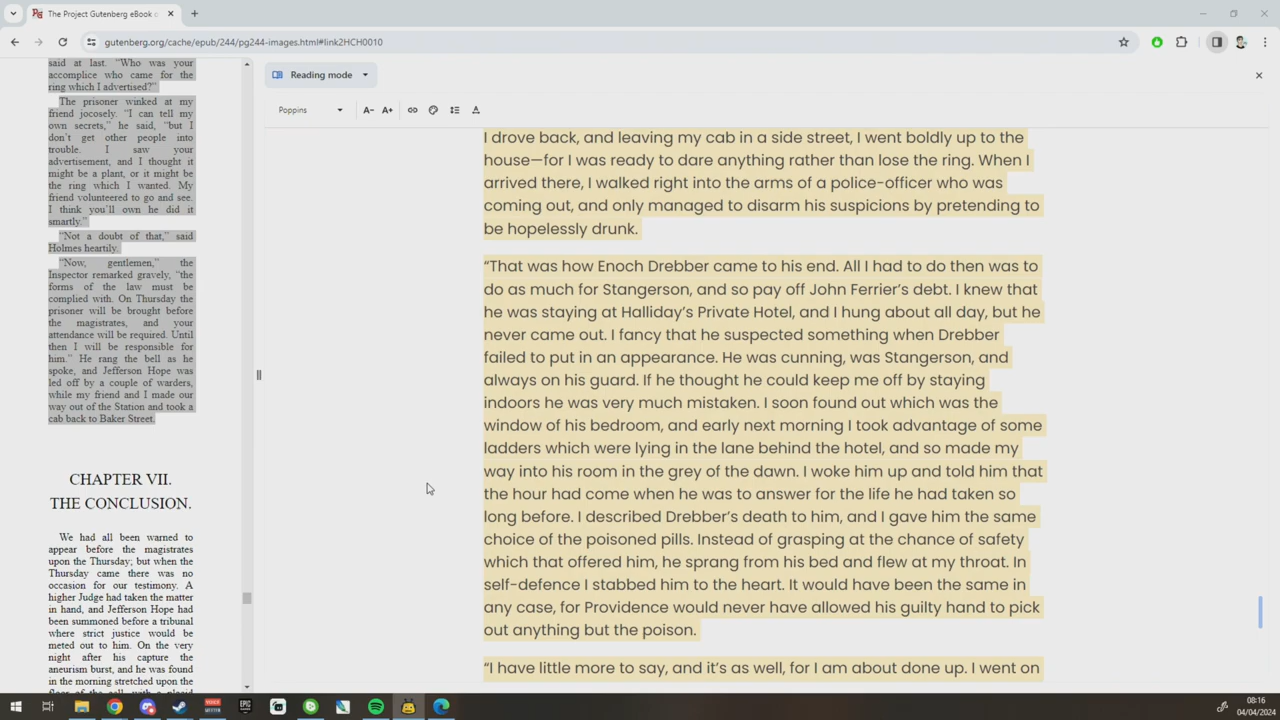 The Project Gutenberg eBook o
gutenberg.org/cache/epub/244/pg244-images.html#link2HCH0010
said at last. “Who was your
accomplice who came for the
ring which I advertised?”
The prisoner winked at my
friend jocosely. “I can tell my
own secrets,” he said, “but I
don’t get other people into
trouble. I saw your
advertisement, and I thought it
might be a plant, or it might be
the ring which I wanted. My
friend volunteered to go and see.
I think you’ll own he did it
smartly.”
“Not a doubt of that,” said
Holmes heartily.
“Now, gentlemen,” the
Inspector remarked gravely, “the
forms of the law must be
complied with. On Thursday the
prisoner will be brought before
the magistrates, and your
attendance will be required. Until
then I will be responsible for
him.” He rang the bell as he
spoke, and Jefferson Hope was
led off by a couple of warders,
while my friend and I made our
way out of the Station and took a
cab back to Baker Street.
CHAPTER VII.
THE CONCLUSION.
We had all been warned to
appear before the magistrates
upon the Thursday; but when the
Thursday came there was no
occasion for our testimony. A
higher Judge had taken the matter
in hand, and Jefferson Hope had
been summoned before a tribunal
where strict justice would be
meted out to him. On the very
night after his capture the
aneurism burst, and he was found
in the morning stretched upon the
floor of the cell, with a placid
Reading mode
Poppins
I drove back, and leaving my cab in a side street, I went boldly up to the
house—for I was ready to dare anything rather than lose the ring. When I
arrived there, I walked right into the arms of a police-officer who was
coming out, and only managed to disarm his suspicions by pretending to
be hopelessly drunk.
“That was how Enoch Drebber came to his end. All I had to do then was to
do as much for Stangerson, and so pay off John Ferrier’s debt. I knew that
he was staying at Halliday’s Private Hotel, and I hung about all day, but he
never came out. I fancy that he suspected something when Drebber
failed to put in an appearance. He was cunning, was Stangerson, and
always on his guard. If he thought he could keep me off by staying
indoors he was very much mistaken. I soon found out which was the
window of his bedroom, and early next morning I took advantage of some
ladders which were lying in the lane behind the hotel, and so made my
way into his room in the grey of the dawn. I woke him up and told him that
the hour had come when he was to answer for the life he had taken so
long before. I described Drebber’s death to him, and I gave him the same
choice of the poisoned pills. Instead of grasping at the chance of safety
which that offered him, he sprang from his bed and flew at my throat. In
self-defence I stabbed him to the heart. It would have been the same in
any case, for Providence would never have allowed his guilty hand to pick
out anything but the poison.
“I have little more to say, and it’s as well, for I am about done up. I went on
EPIC
08:16
04/04/2024